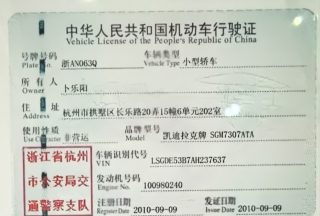 中华人民共和国机动车行驶证
Vehicle License of the People's Republic of China
号牌号码 浙AN063Q 车辆类型 小型轿车
Plate No. Vehicle Type
所有人 卜乐阳
Owner
住址 杭州市拱墅区长乐路20弄15幢6单元202室
Address
使用性质 非营运 品牌型号 凯迪拉克牌 SGM7307ATA
Use Model
浙江省杭州
市公安局交
通警察支队
车辆识别代号 LSGDE53B7AH237637
VIN
发动机号码 100980240
Engine No.
注册日期 2010-09-09 发证日期 2010-09-09
Register Date Issue Date